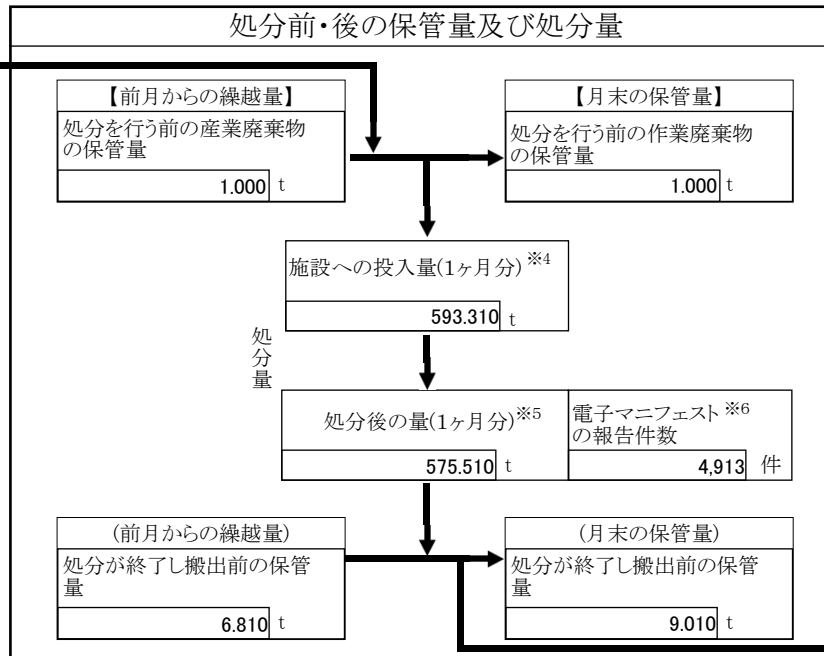 処分前・後の保管量及び処分量
【前月からの繰越量】
処分を行う前の産業廃棄物
の保管量
1.000 t
【月末の保管量】
処分を行う前の作業廃棄物
の保管量
1.000 t
施設への投入量(1ヶ月分)※4
593.310 t
処分量
処分後の量(1ヶ月分)※5
575.510 t
電子マニフェスト※6
の報告件数
4,913 件
(前月からの繰越量)
処分が終了し搬出前の保管
量
6.810 t
(月末の保管量)
処分が終了し搬出前の保管
量
9.010 t